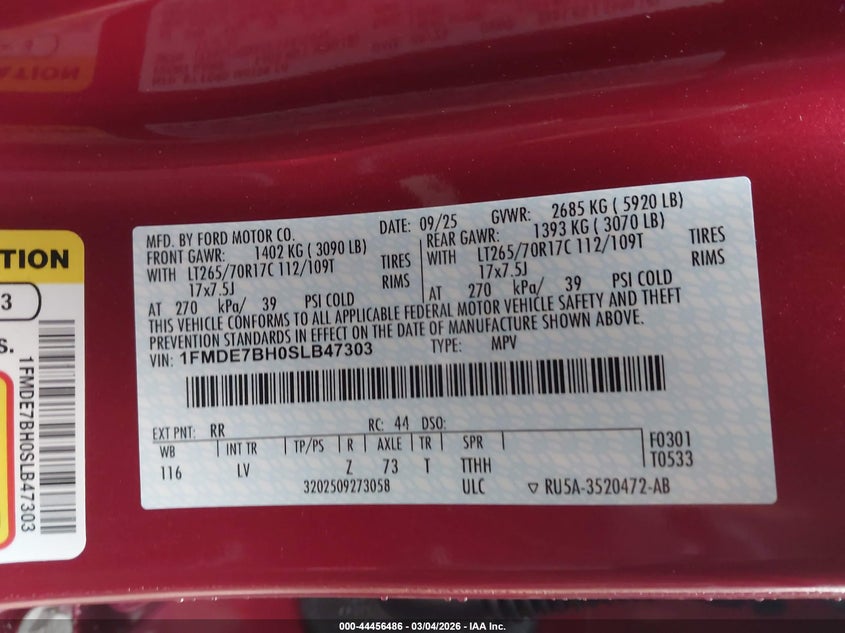 MFD. BY FORD MOTOR CO.
DATE: 09/25
GVWR: 2685 KG ( 5920 LB)
FRONT GAWR: 1402 KG ( 3090 LB)
WITH LT265/70R17C 112/109T TIRES
17x7.5J RIMS
AT 270 kPa/ 39 PSI COLD
REAR GAWR: 1393 KG ( 3070 LB)
WITH LT265/70R17C 112/109T TIRES
17x7.5J RIMS
AT 270 kPa/ 39 PSI COLD
THIS VEHICLE CONFORMS TO ALL APPLICABLE FEDERAL MOTOR VEHICLE SAFETY AND THEFT
PREVENTION STANDARDS IN EFFECT ON THE DATE OF MANUFACTURE SHOWN ABOVE.
VIN: 1FMDE7BH0SLB47303 TYPE: MPV
EXT PNT: RR RC: 44 DSO:
WB INT TR TP/PS R AXLE TR SPR F0301
116 LV Z 73 T TTHH T0533
3202509273058 ULC ▽ RU5A-3520472-AB
TION
3
S.
1FMDE7BH0SLB47303
000-44456486 - 03/04/2026 - IAA Inc.